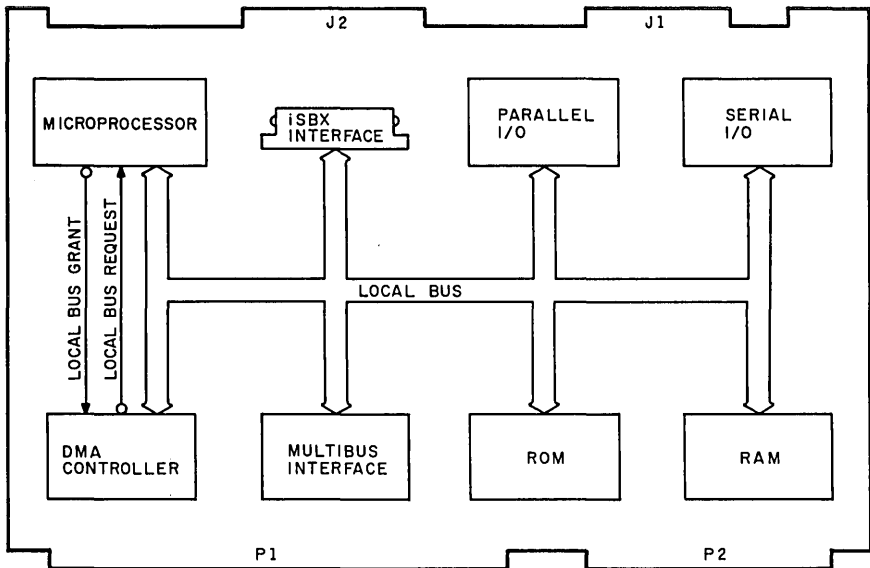 J2
J1
MICROPROCESSOR
iSBX
INTERFACE
PARALLEL
I/O
SERIAL
I/O
LOCAL BUS GRANT
LOCAL BUS REQUEST
LOCAL BUS
DMA
CONTROLLER
MULTIBUS
INTERFACE
ROM
RAM
P1
P2